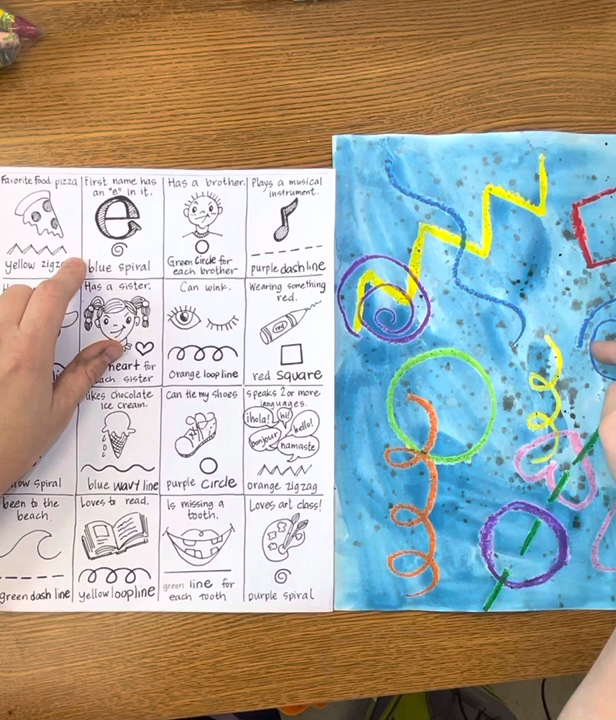 Favorite food pizza
yellow zigzag
First name has
an "e" in it.
e
blue spiral
Has a brother.
Green circle for
each brother
Plays a musical
instrument.
purple dash line
Has a sister.
heart for
each sister
Can wink.
Orange loop line
Wearing something
red.
red
red square
likes chocolate
ice cream.
blue wavy line
can tie my shoes
purple circle
speaks 2 or more
languages.
¡hola!
hi!
hello!
bonjour
namaste
orange zigzag
spiral
been to the
beach
green dash line
Loves to read.
yellow loopline
Is missing a
tooth.
green line for
each tooth
Loves art class!
purple spiral